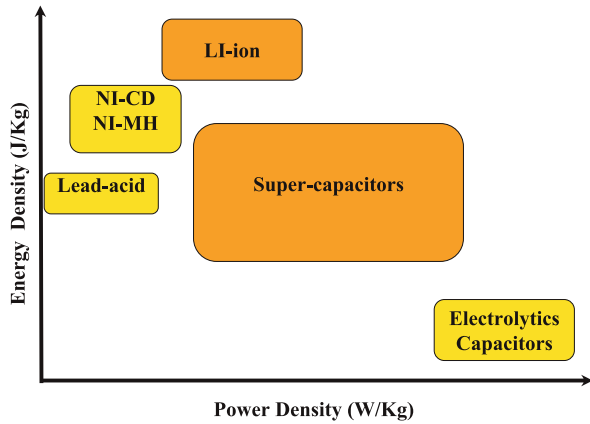 LI-ion
NI-CD
NI-MH
Lead-acid
Super-capacitors
Electrolytics
Capacitors
Energy Density (J/Kg)
Power Density (W/Kg)